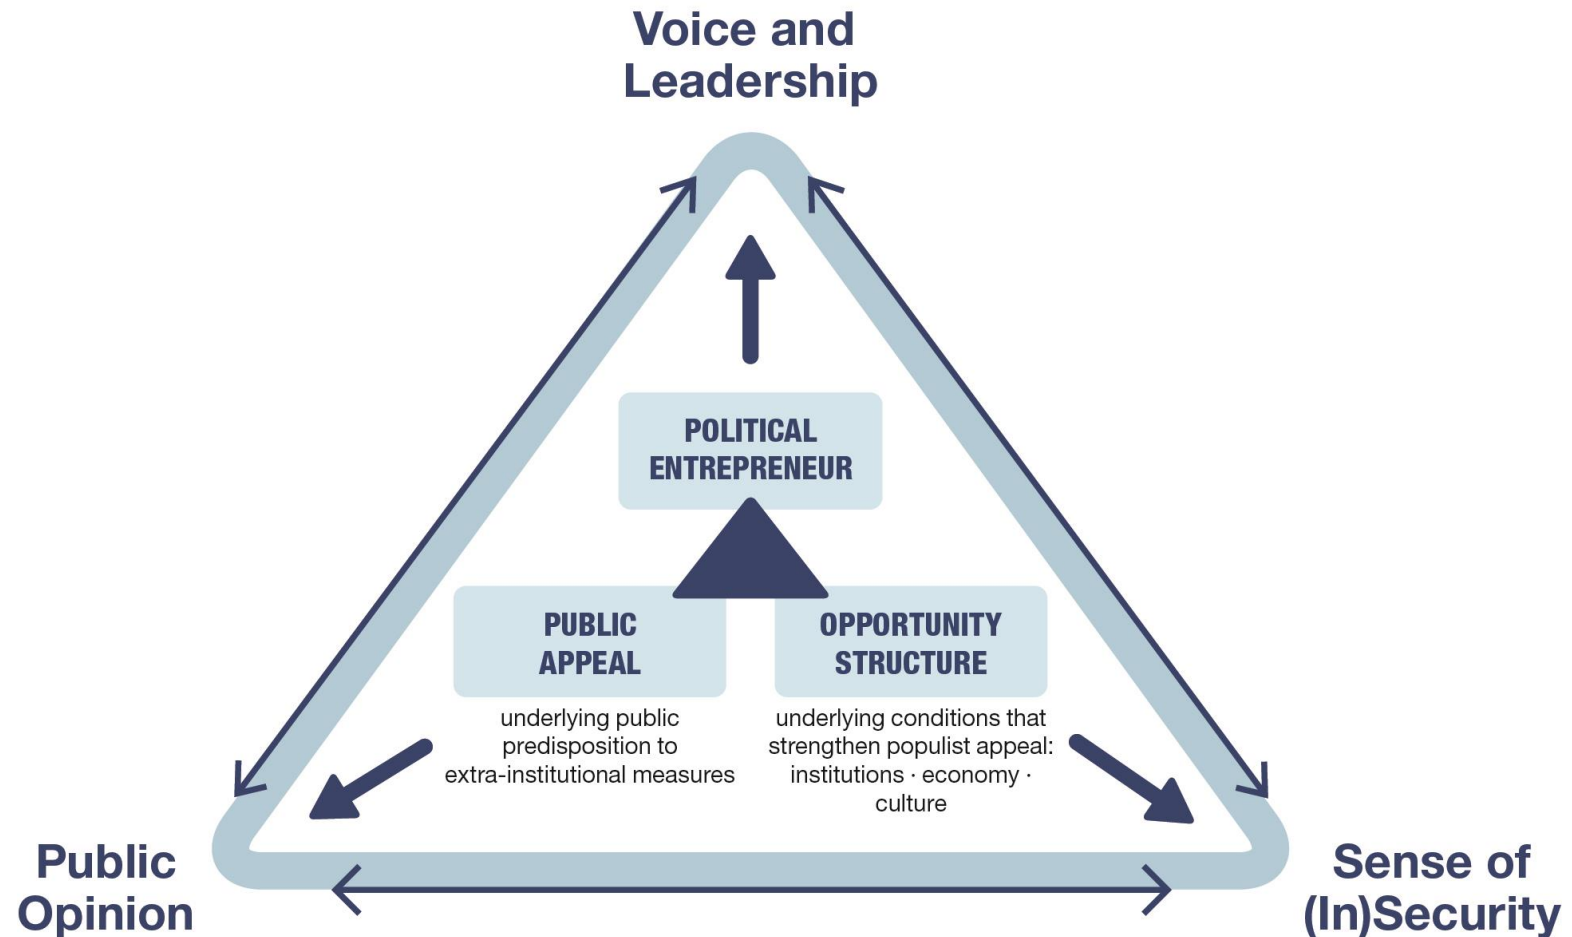 Voice and
Leadership
POLITICAL
ENTREPRENEUR
PUBLIC
APPEAL
underlying public
predisposition to
extra-institutional measures
OPPORTUNITY
STRUCTURE
underlying conditions that
strengthen populist appeal:
institutions · economy ·
culture
Public
Opinion
Sense of
(In)Security